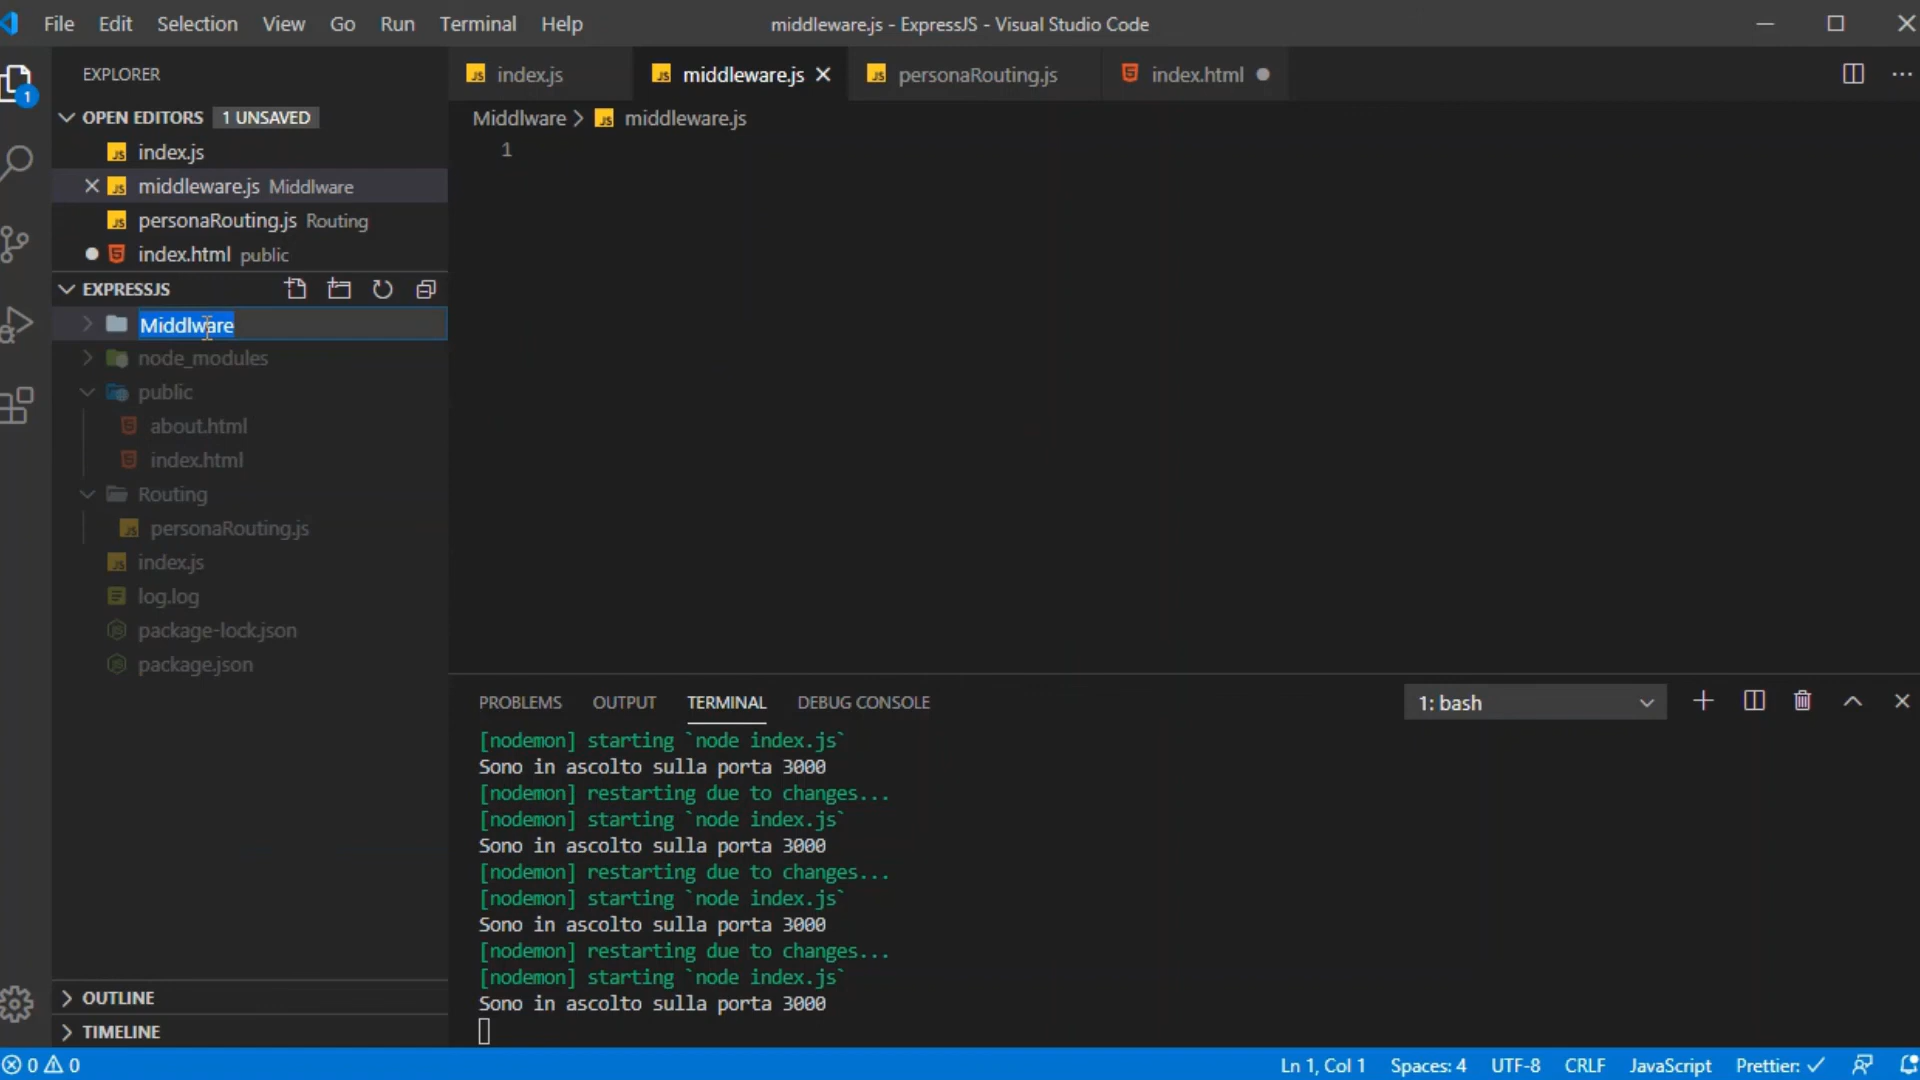 File Edit Selection View Go Run Terminal Help
middleware.js - ExpressJS - Visual Studio Code
EXPLORER
1
OPEN EDITORS 1 UNSAVED
index.js
middleware.js Middlware
personaRouting.js Routing
index.html public
EXPRESSJS
Middlware
node_modules
public
about.html
index.html
Routing
personaRouting.js
index.js
log.log
package-lock.json
package.json
OUTLINE
TIMELINE
index.js middleware.js personaRouting.js index.html
Middlware > middleware.js
1
PROBLEMS OUTPUT TERMINAL DEBUG CONSOLE
1: bash
[nodemon] starting `node index.js`
Sono in ascolto sulla porta 3000
[nodemon] restarting due to changes...
[nodemon] starting `node index.js`
Sono in ascolto sulla porta 3000
[nodemon] restarting due to changes...
[nodemon] starting `node index.js`
Sono in ascolto sulla porta 3000
[nodemon] restarting due to changes...
[nodemon] starting `node index.js`
Sono in ascolto sulla porta 3000
0 0
Ln 1, Col 1 Spaces: 4 UTF-8 CRLF JavaScript Prettier: ✓